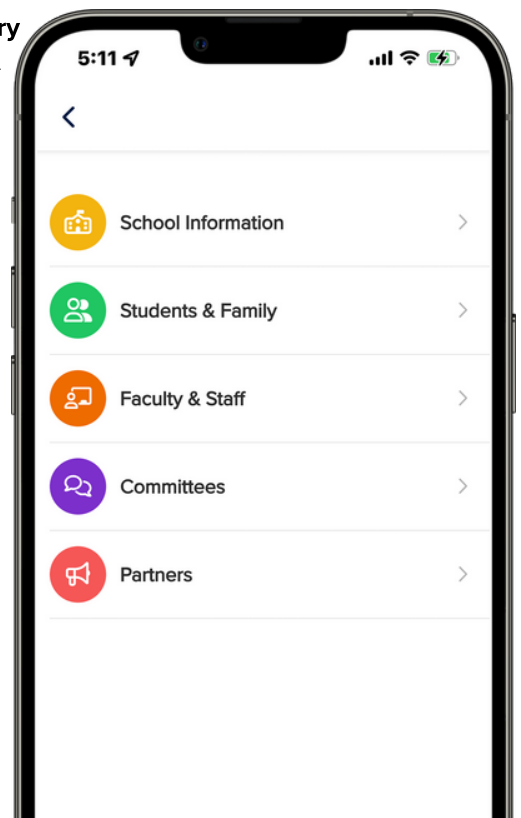 ry
5:11
School Information
Students & Family
Faculty & Staff
Committees
Partners